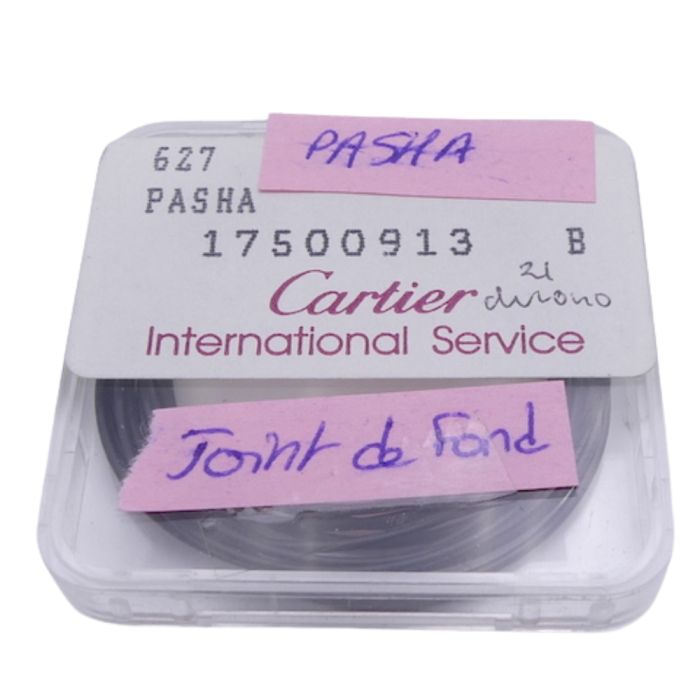 PASHA
627
PASHA
17500913 B
21
Cartier chrono
International Service
Joint de Fond